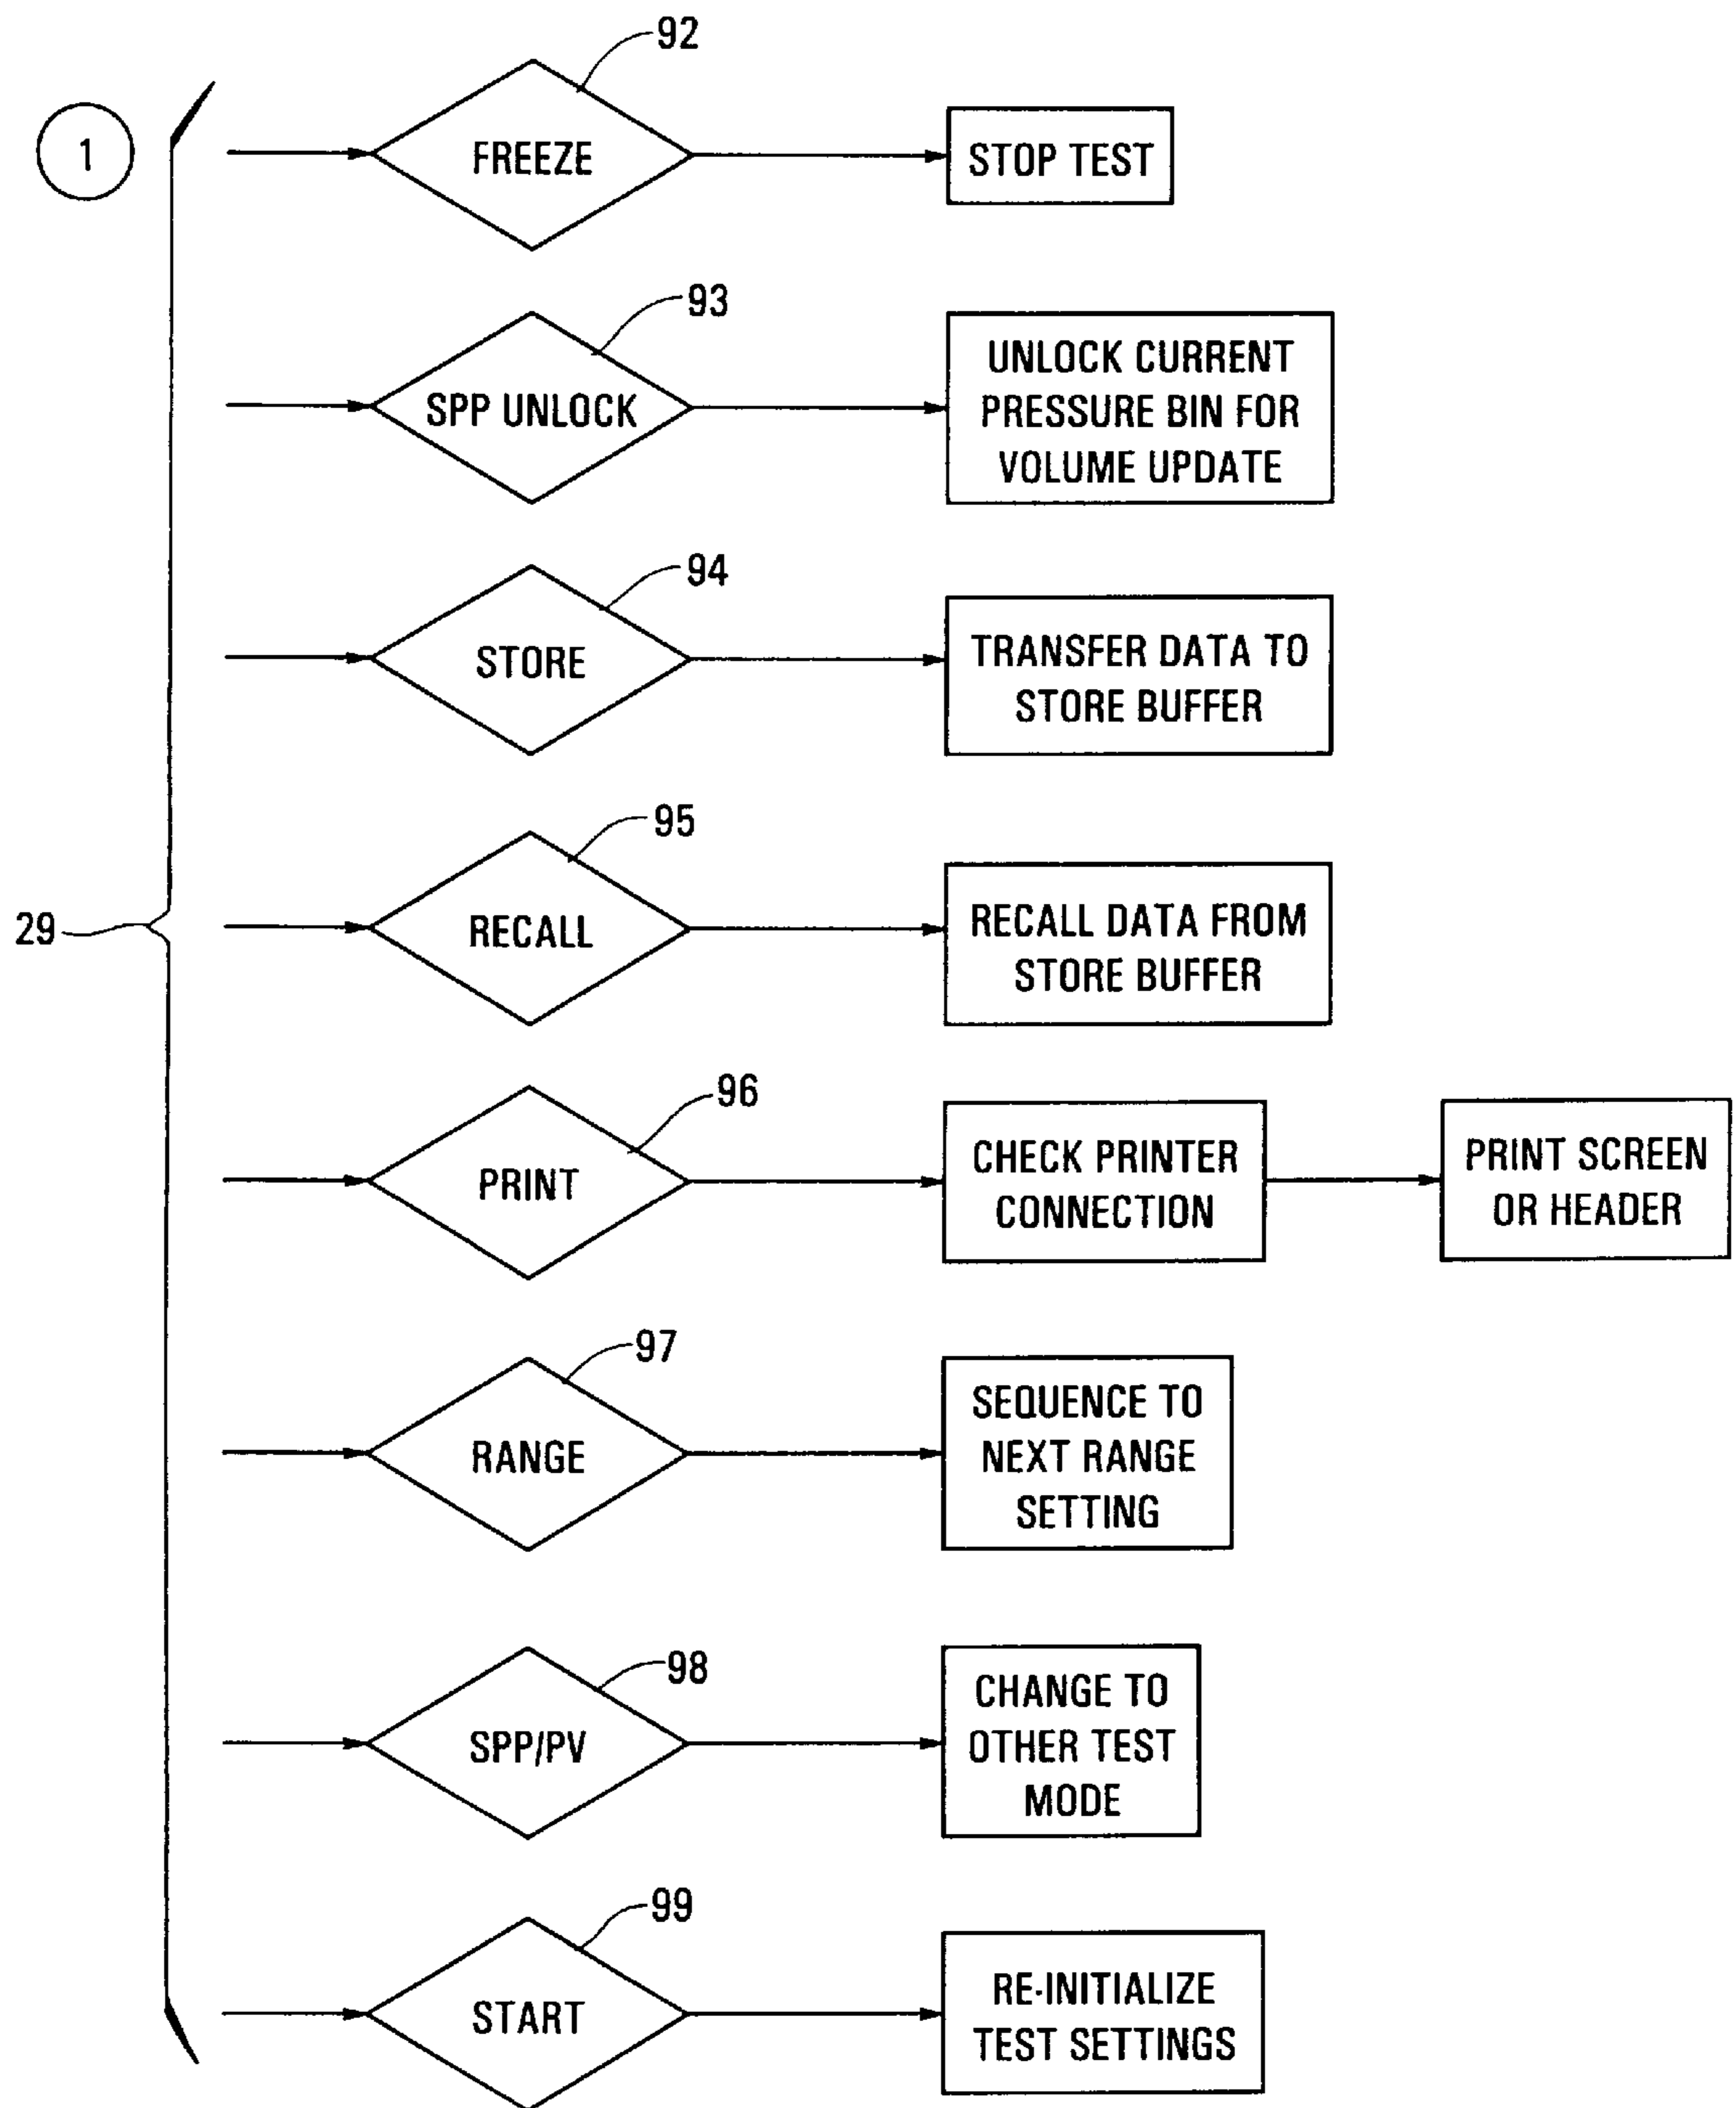 92
1
FREEZE
STOP TEST
93
SPP UNLOCK
UNLOCK CURRENT
PRESSURE BIN FOR
VOLUME UPDATE
94
STORE
TRANSFER DATA TO
STORE BUFFER
95
29
RECALL
RECALL DATA FROM
STORE BUFFER
96
PRINT
CHECK PRINTER
CONNECTION
PRINT SCREEN
OR HEADER
97
RANGE
SEQUENCE TO
NEXT RANGE
SETTING
98
SPP/PV
CHANGE TO
OTHER TEST
MODE
99
START
RE-INITIALIZE
TEST SETTINGS